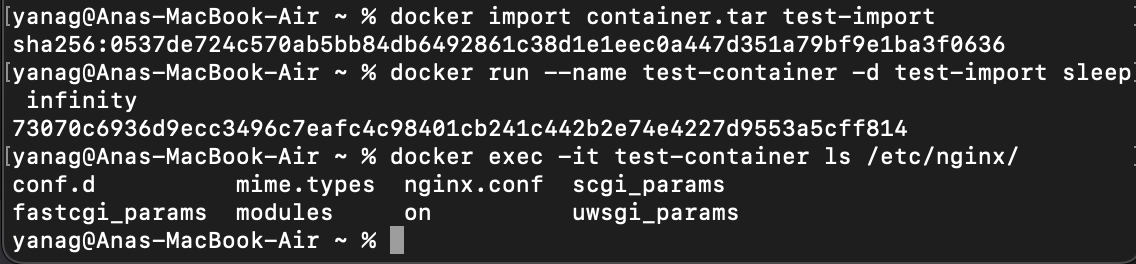 [yanag@Anas-MacBook-Air ~ % docker import container.tar test-import
sha256:0537de724c570ab5bb84db6492861c38d1e1eec0a447d351a79bf9e1ba3f0636
[yanag@Anas-MacBook-Air ~ % docker run --name test-container -d test-import sleep
 infinity
73070c6936d9ecc3496c7eafc4c98401cb241c442b2e74e4227d9553a5cff814
[yanag@Anas-MacBook-Air ~ % docker exec -it test-container ls /etc/nginx/
conf.d          mime.types  nginx.conf  scgi_params
fastcgi_params  modules     on          uwsgi_params
yanag@Anas-MacBook-Air ~ %